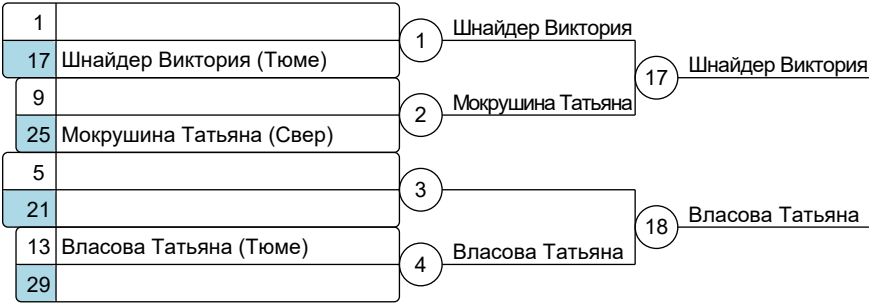 1
17 Шнайдер Виктория (Тюме)
1
Шнайдер Виктория
9
25 Мокрушина Татьяна (Свер)
2
Мокрушина Татьяна
17
Шнайдер Виктория
5
21
3
13 Власова Татьяна (Тюме)
29
4
Власова Татьяна
18
Власова Татьяна